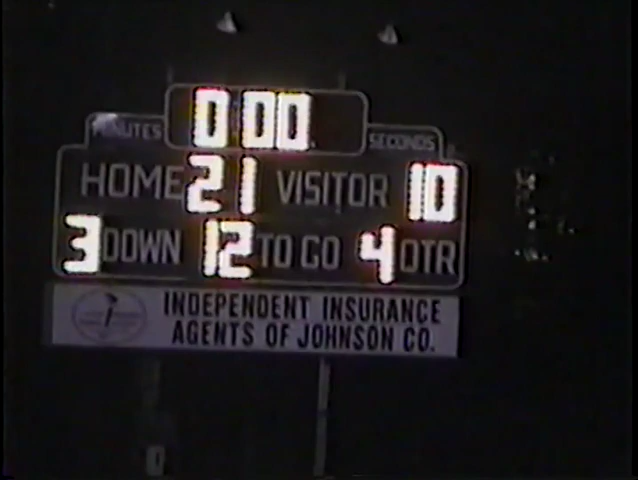 0 00
MINUTES SECONDS
HOME 21 VISITOR 10
3 DOWN 12 TO GO 4 QTR
INDEPENDENT INSURANCE
AGENTS OF JOHNSON CO.